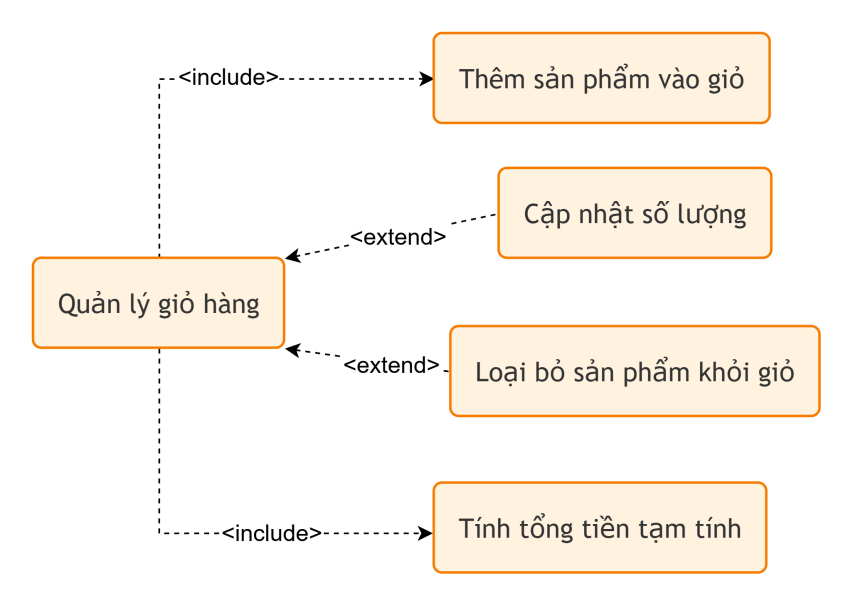 <include>
Thêm sản phẩm vào giỏ
Cập nhật số lượng
<extend>
Quản lý giỏ hàng
<extend>
Loại bỏ sản phẩm khỏi giỏ
<include>
Tính tổng tiền tạm tính